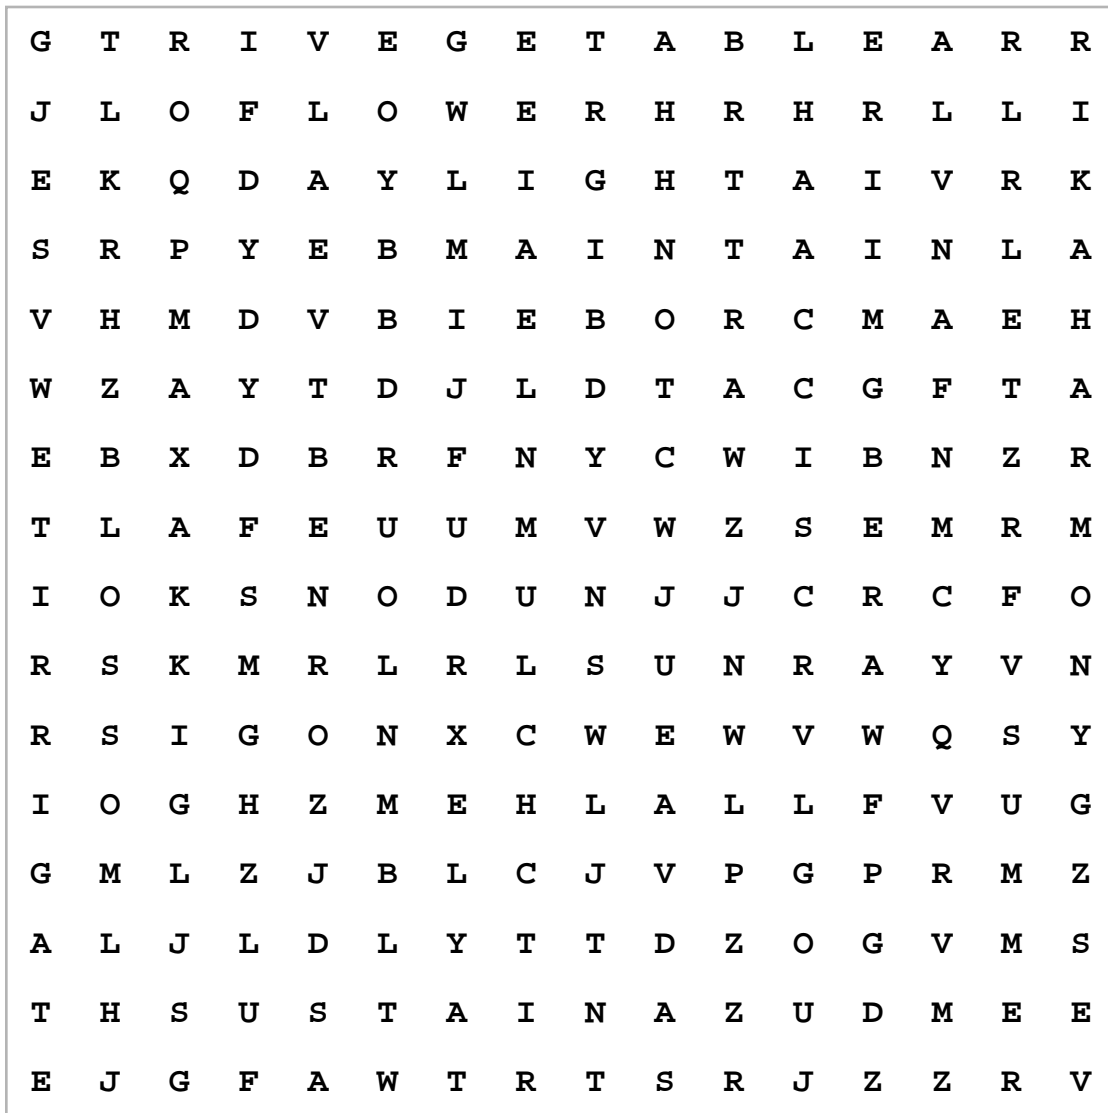 G T R I V E G E T A B L E A R R
J L O F L O W E R H R H R L L I
E K Q D A Y L I G H T A I V R K
S R P Y E B M A I N T A I N L A
V H M D V B I E B O R C M A E H
W Z A Y T D J L D T A C G F T A
E B X D B R F N Y C W I B N Z R
T L A F E U U M V W Z S E M R M
I O K S N O D U N J J C R C F O
R S K M R L R L S U N R A Y V N
R S I G O N X C W E W V W Q S Y
I O G H Z M E H L A L L F V U G
G M L Z J B L C J V P G P R M Z
A L J L D L Y T T D Z O G V M S
T H S U S T A I N A Z U D M E E
E J G F A W T R T S R J Z Z R V